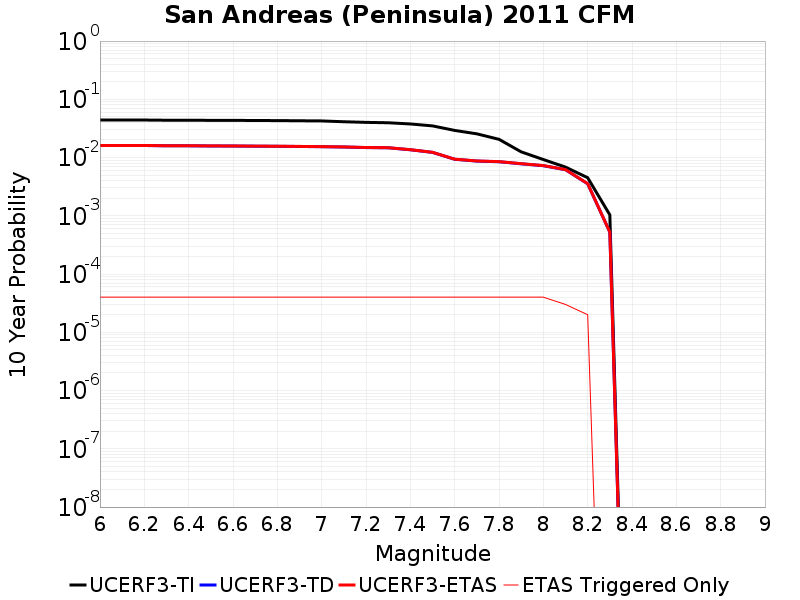 San Andreas (Peninsula) 2011 CFM
10^0
10^-1
10^-2
10^-3
10^-4
10^-5
10^-6
10^-7
10^-8
10 Year Probability
6 6.2 6.4 6.6 6.8 7 7.2 7.4 7.6 7.8 8 8.2 8.4 8.6 8.8 9
Magnitude
UCERF3-TI UCERF3-TD UCERF3-ETAS ETAS Triggered Only